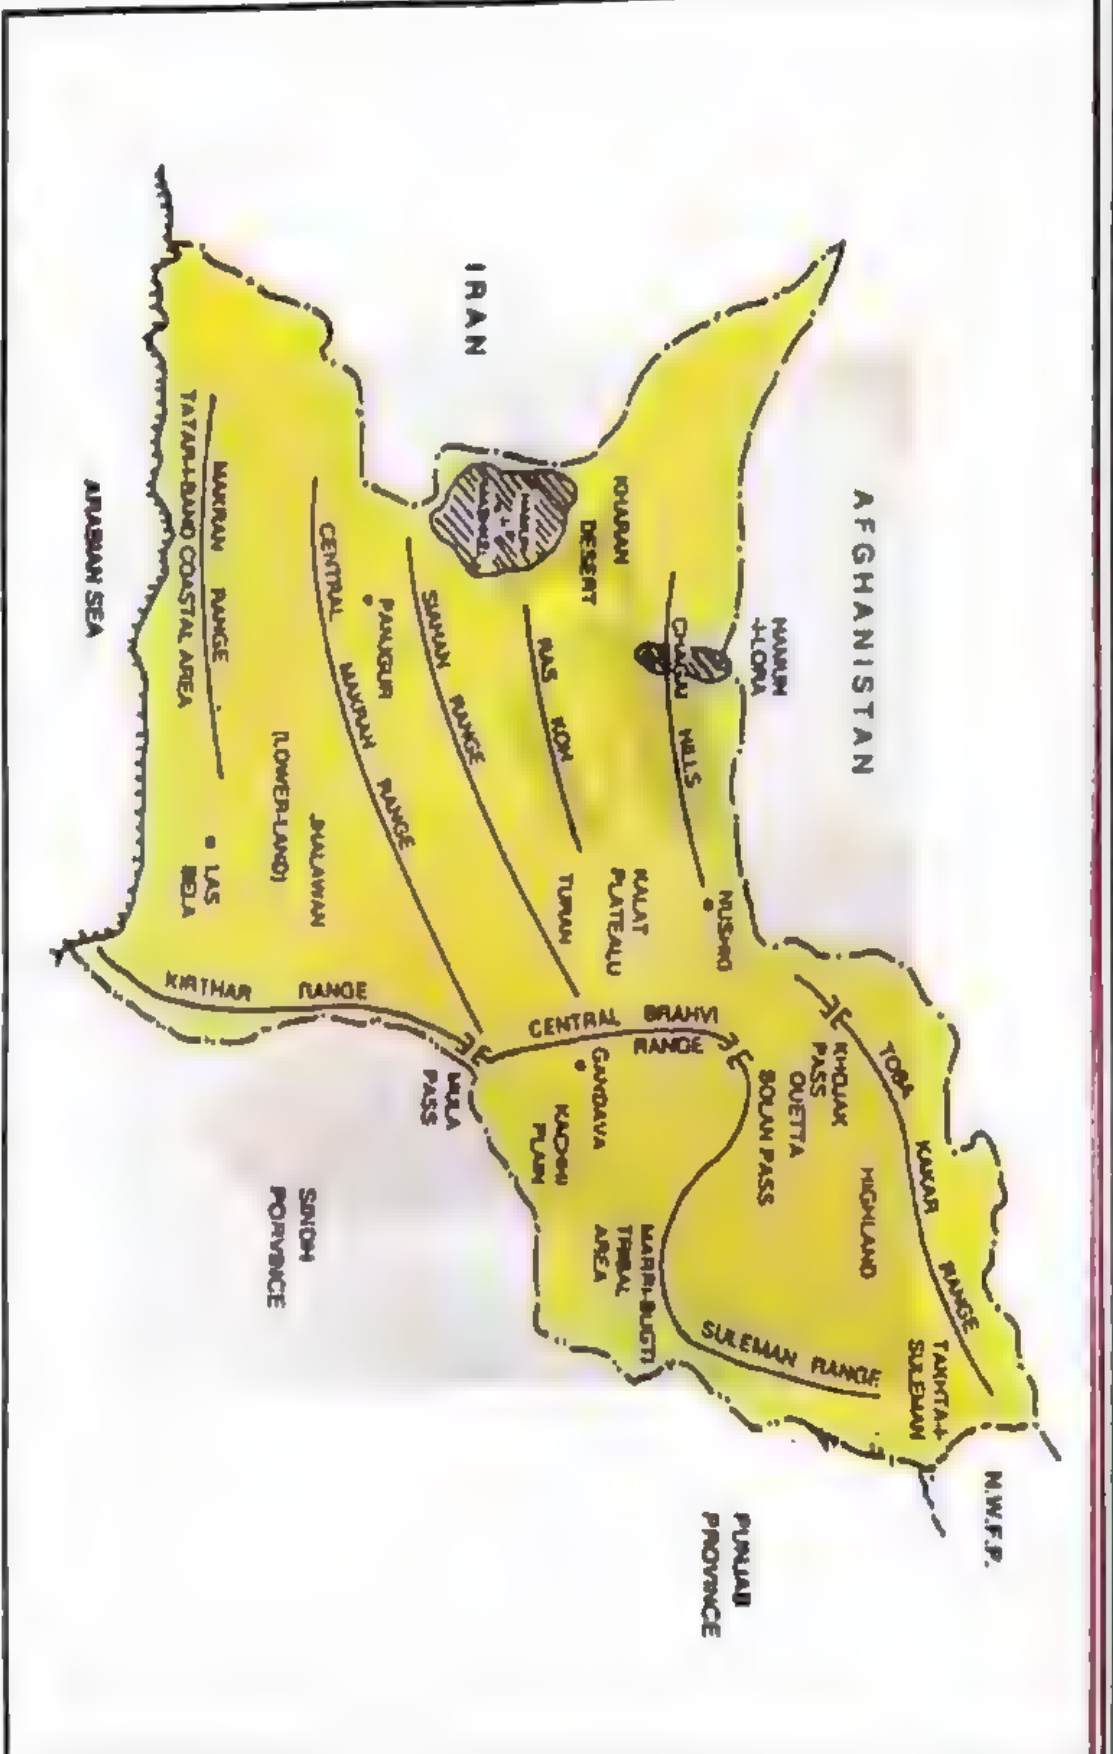 AFGHANISTAN
IRAN
N.W.F.P.
PUNJAB
PROVINCE
SINDH
PORVINCE
ARABIAN SEA
HAMUN
-I-LORA
CHAGAI HILLS
NUSHKI
KHARAN
DESERT
RAS KOH
KALAT
PLATEALU
TURAN
SIAHAN RANGE
PANJGUR
CENTRAL MAKRAN RANGE
MAKRAN RANGE
TATAR-I-BAND COASTAL AREA
JHALAWAN
(LOWER-LAND)
LAS
BELA
KIRTHAR RANGE
CENTRAL BRAHVI
RANGE
MULA
PASS
GANDAVA
KACHHI
PLAIN
TOBA KAKAR RANGE
KHOJAK
PASS
QUETTA
BOLAN PASS
HIGHLAND
MARRI-BUGTI
TRIBAL
AREA
SULEMAN RANGE
SULEMAN